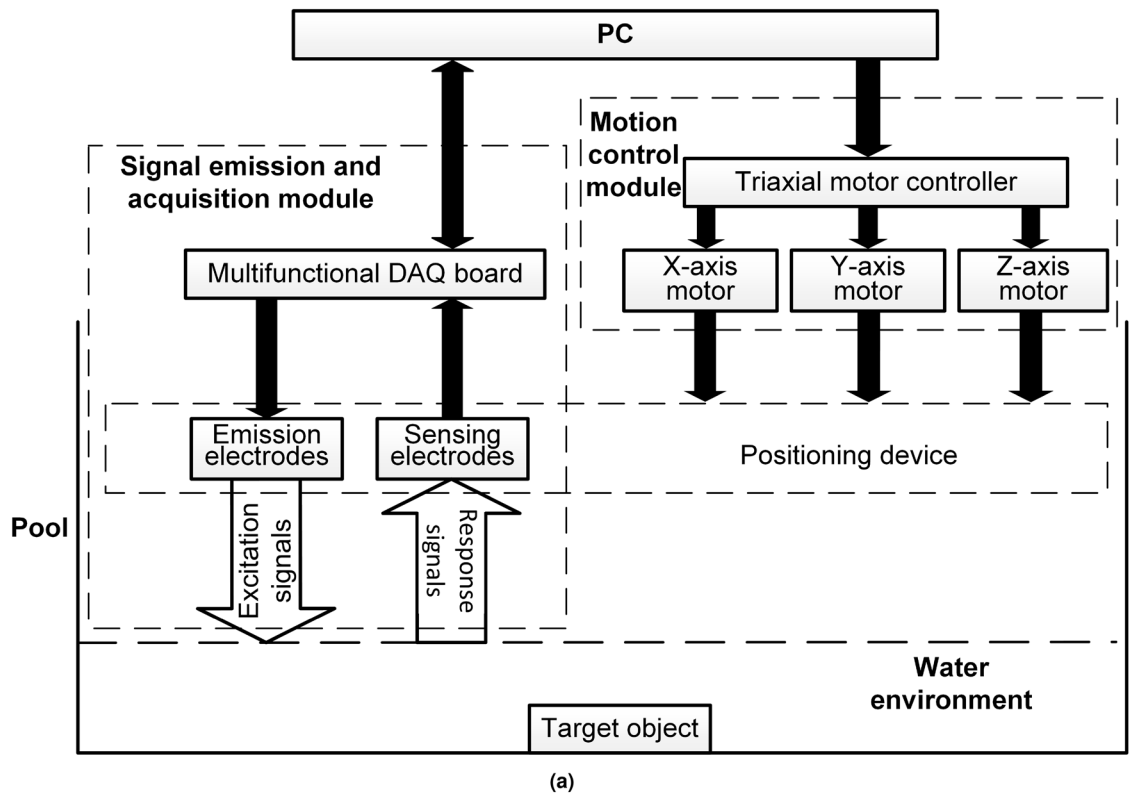 PC
Signal emission and
acquisition module
Motion
control
module
Triaxial motor controller
Multifunctional DAQ board
X-axis
motor
Y-axis
motor
Z-axis
motor
Emission
electrodes
Sensing
electrodes
Positioning device
Pool
Excitation
signals
Response
signals
Water
environment
Target object
(a)